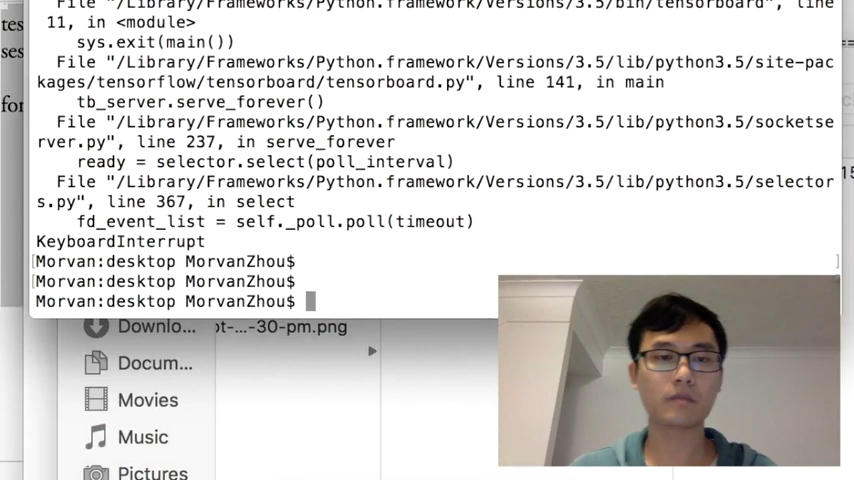 File "/Library/Frameworks/Python.framework/Versions/3.5/bin/tensorboard", line
11, in <module>
sys.exit(main())
File "/Library/Frameworks/Python.framework/Versions/3.5/lib/python3.5/site-pac
kages/tensorflow/tensorboard/tensorboard.py", line 141, in main
tb_server.serve_forever()
File "/Library/Frameworks/Python.framework/Versions/3.5/lib/python3.5/socketse
rver.py", line 237, in serve_forever
ready = selector.select(poll_interval)
File "/Library/Frameworks/Python.framework/Versions/3.5/lib/python3.5/selector
s.py", line 367, in select
fd_event_list = self._poll.poll(timeout)
KeyboardInterrupt
[Morvan:desktop MorvanZhou$ ]
[Morvan:desktop MorvanZhou$
Morvan:desktop MorvanZhou$
tes
ses
for
15
Downlo... ot-...-30-pm.png
Docum...
Movies
Music
Pictures